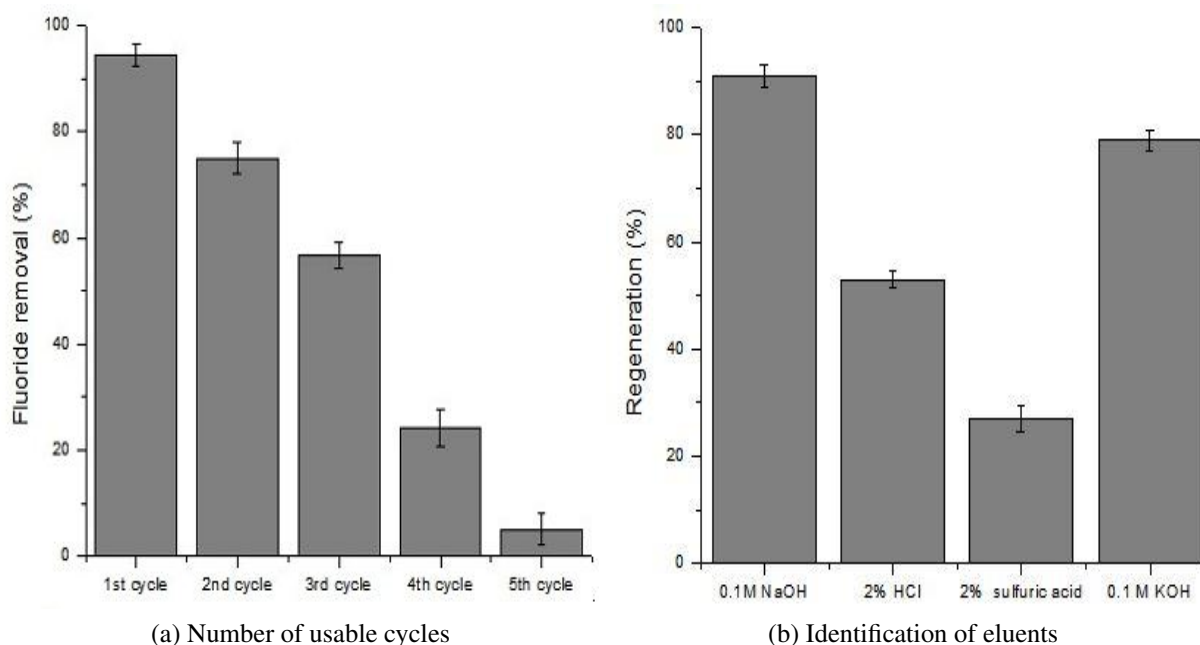 Fluoride removal (%)
100
80
60
40
20
0
1st cycle 2nd cycle 3rd cycle 4th cycle 5th cycle
(a) Number of usable cycles
Regeneration (%)
100
80
60
40
20
0
0.1M NaOH 2% HCl 2% sulfuric acid 0.1 M KOH
(b) Identification of eluents